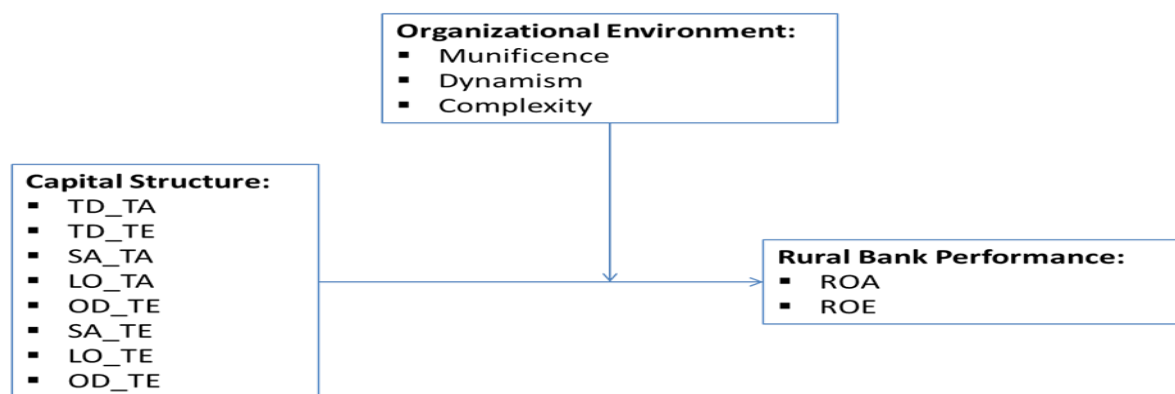 Organizational Environment:
▪ Munificence
▪ Dynamism
▪ Complexity
Capital Structure:
▪ TD_TA
▪ TD_TE
▪ SA_TA
▪ LO_TA
▪ OD_TE
▪ SA_TE
▪ LO_TE
▪ OD_TE
Rural Bank Performance:
▪ ROA
▪ ROE